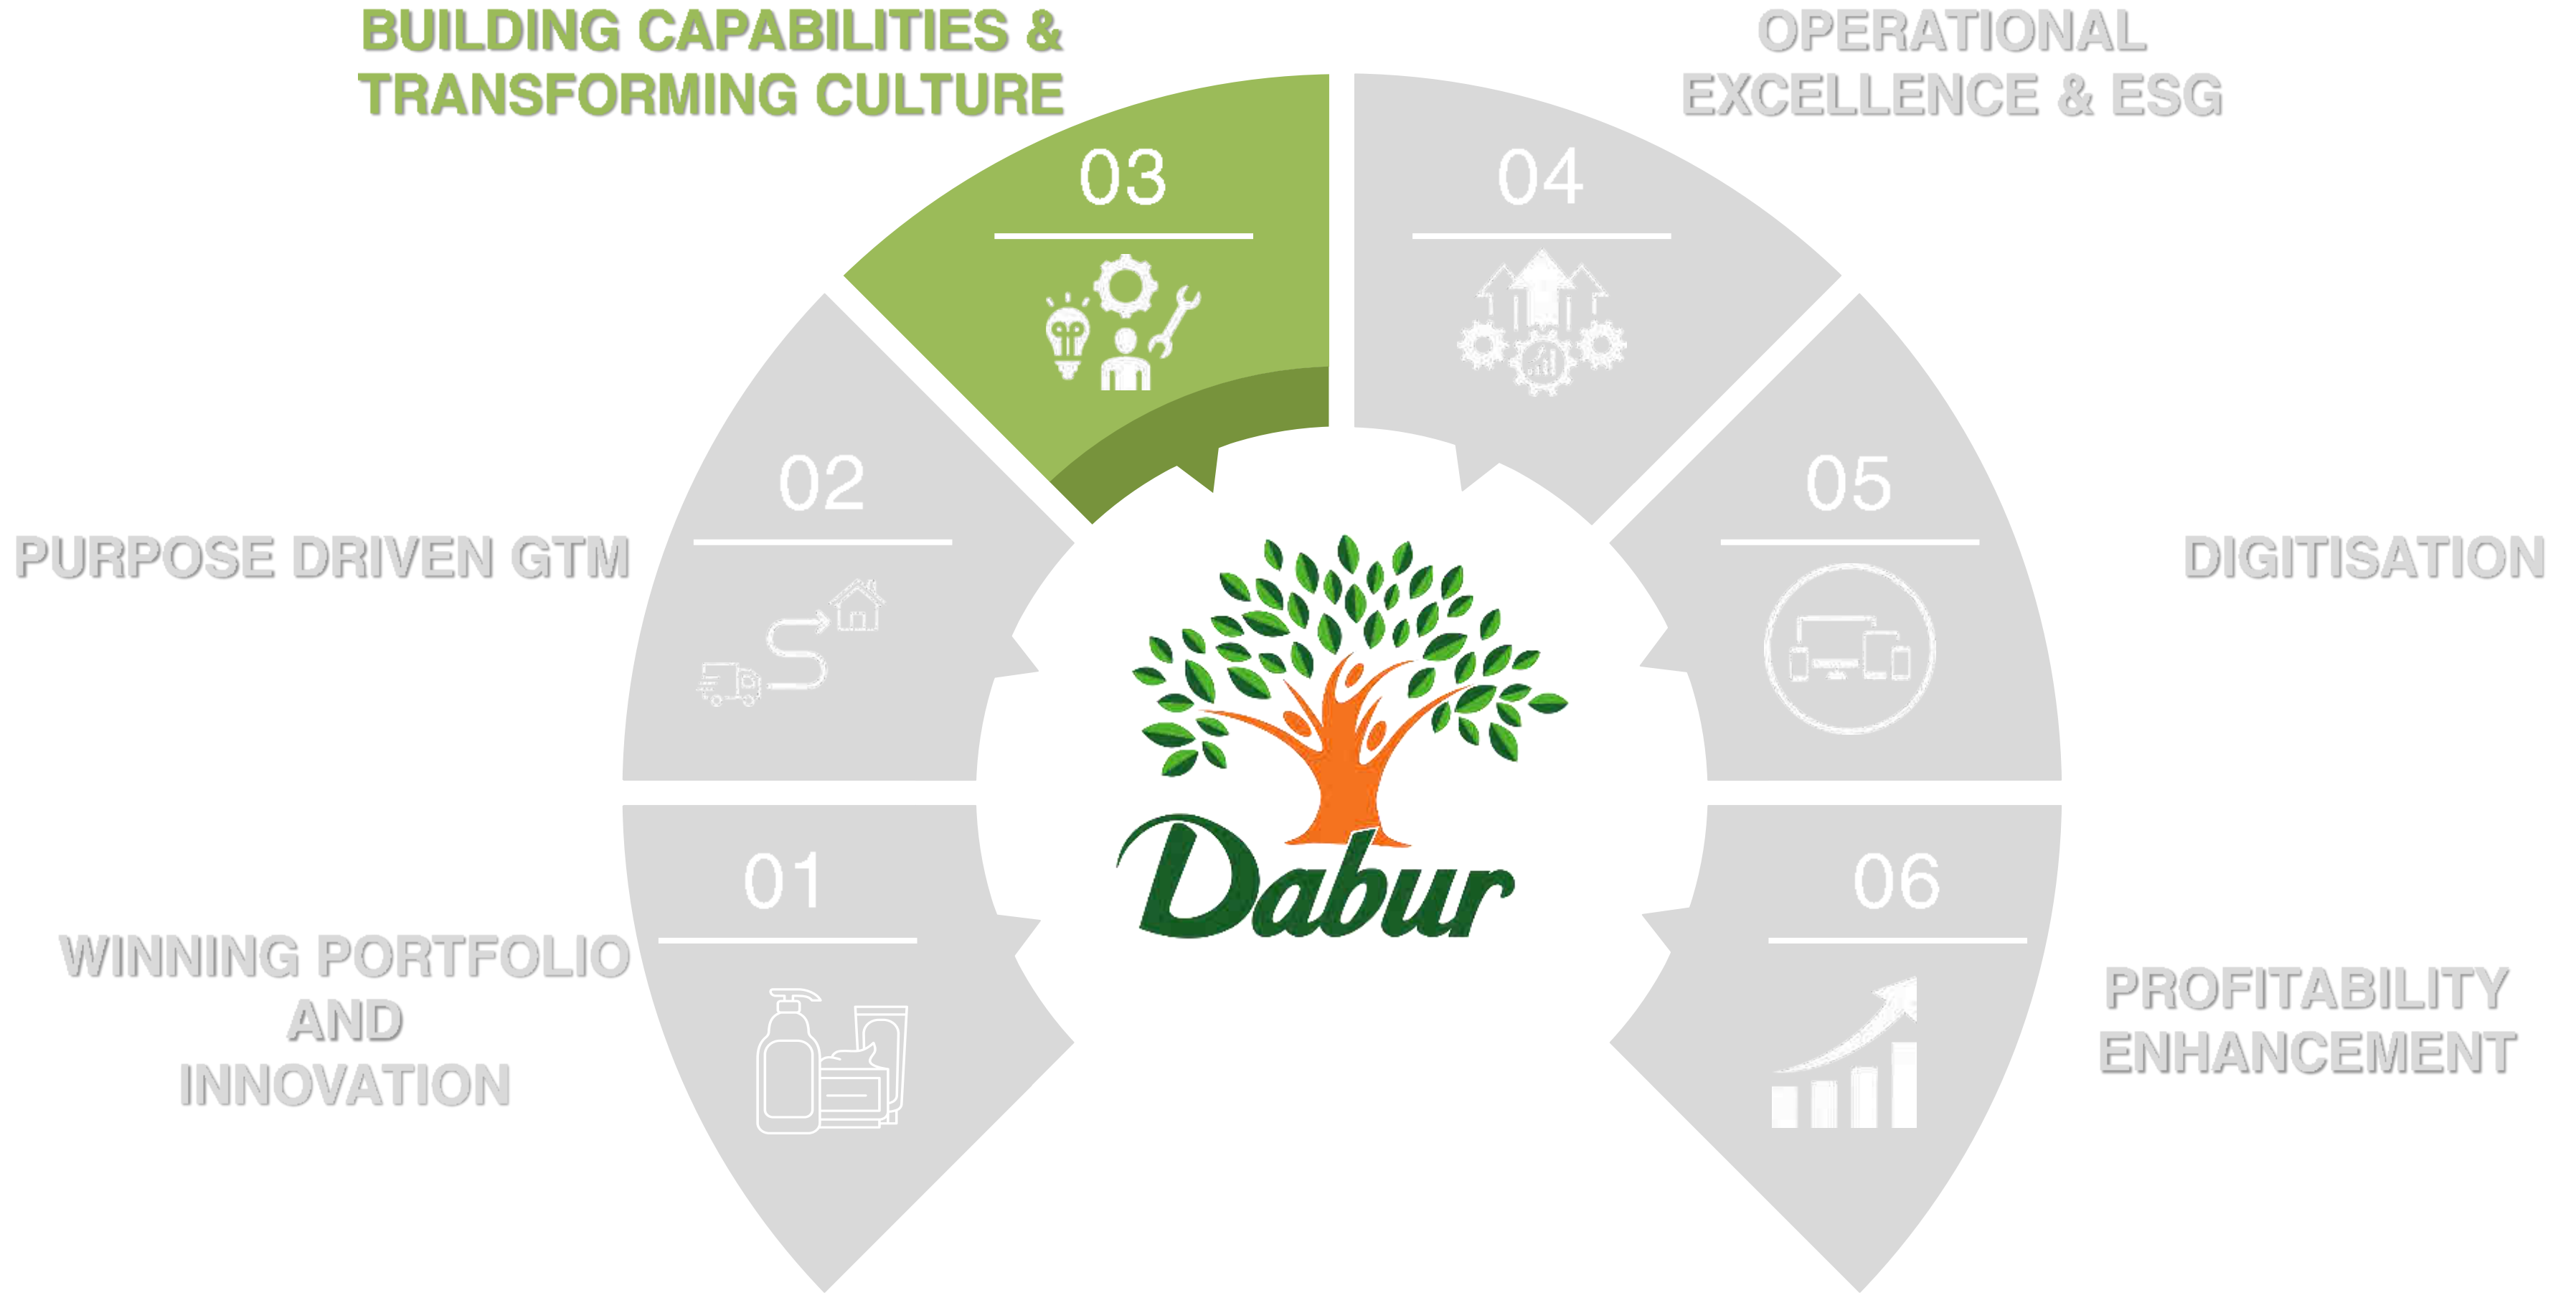 BUILDING CAPABILITIES &
TRANSFORMING CULTURE
OPERATIONAL
EXCELLENCE & ESG
03
04
02
05
PURPOSE DRIVEN GTM
DIGITISATION
Dabur
01
06
WINNING PORTFOLIO
AND
INNOVATION
PROFITABILITY
ENHANCEMENT